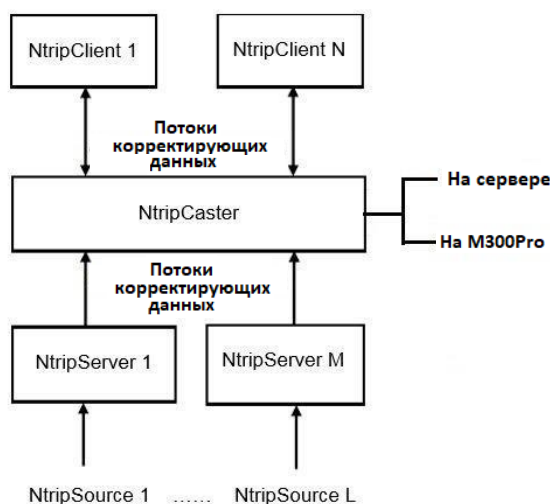 NtripClient 1
NtripClient N
Потоки
корректирующих
данных
NtripCaster
На сервере
На M300Pro
Потоки
корректирующих
данных
NtripServer 1
NtripServer M
NtripSource 1 ...... NtripSource L